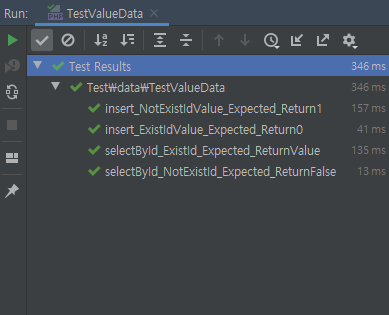 Run: PHP TestValueData ×
Test Results 346 ms
Test₩data₩TestValueData 346 ms
insert_NotExistIdValue_Expected_Return1 157 ms
insert_ExistIdValue_Expected_Return0 41 ms
selectById_ExistId_Expected_ReturnValue 135 ms
selectById_NotExistId_Expected_ReturnFalse 13 ms